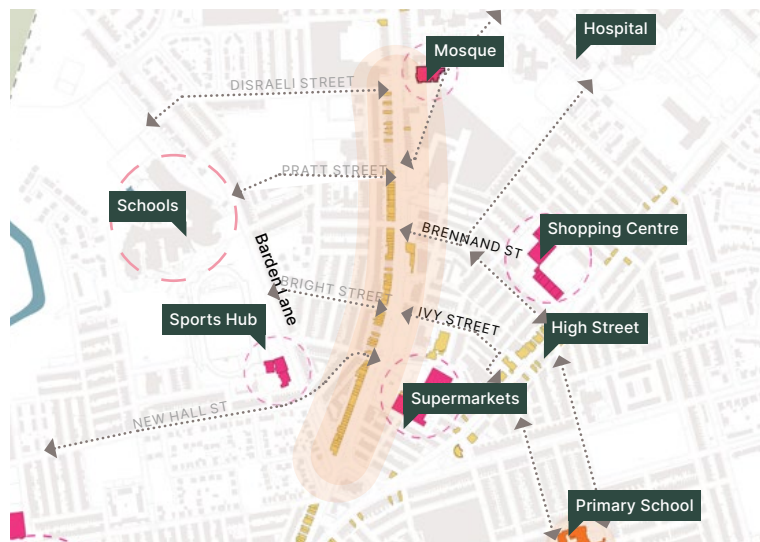 Hospital
Mosque
DISRAELI STREET
PRATT STREET
Schools
BRENNAND ST
Shopping Centre
Barden Lane
BRIGHT STREET
Sports Hub
IVY STREET
High Street
Supermarkets
NEW HALL ST
Primary School